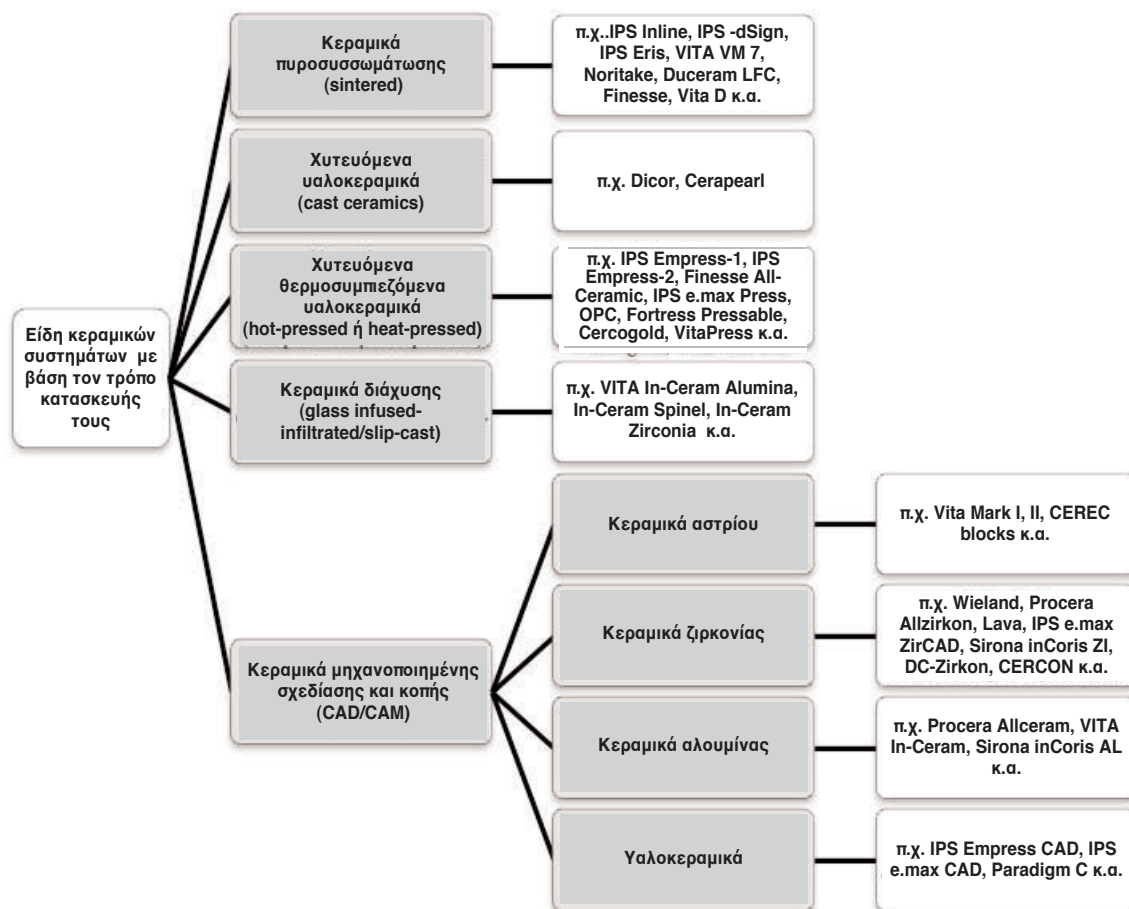 Κεραμικά
πυροσυσσωμάτωσης
(sintered)
π.χ..IPS Inline, IPS -dSign,
IPS Eris, VITA VM 7,
Noritake, Duceram LFC,
Finesse, Vita D κ.α.
Χυτευόμενα
υαλοκεραμικά
(cast ceramics)
π.χ. Dicor, Cerapearl
Χυτευόμενα
θερμοσυμπιεζόμενα
υαλοκεραμικά
(hot-pressed ή heat-pressed)
π.χ. IPS Empress-1, IPS
Empress-2, Finesse All-
Ceramic, IPS e.max Press,
OPC, Fortress Pressable,
Cercogold, VitaPress κ.α.
Είδη κεραμικών
συστημάτων με
βάση τον τρόπο
κατασκευής
τους
Κεραμικά διάχυσης
(glass infused-
infiltrated/slip-cast)
π.χ. VITA In-Ceram Alumina,
In-Ceram Spinel, In-Ceram
Zirconia κ.α.
Κεραμικά μηχανοποιημένης
σχεδίασης και κοπής
(CAD/CAM)
Κεραμικά αστρίου
π.χ. Vita Mark I, II, CEREC
blocks κ.α.
Κεραμικά ζιρκονίας
π.χ. Wieland, Procera
Allzirkon, Lava, IPS e.max
ZirCAD, Sirona inCoris ZI,
DC-Zirkon, CERCON κ.α.
Κεραμικά αλουμίνας
π.χ. Procera Allceram, VITA
In-Ceram, Sirona inCoris AL
κ.α.
Υαλοκεραμικά
π.χ. IPS Empress CAD, IPS
e.max CAD, Paradigm C κ.α.